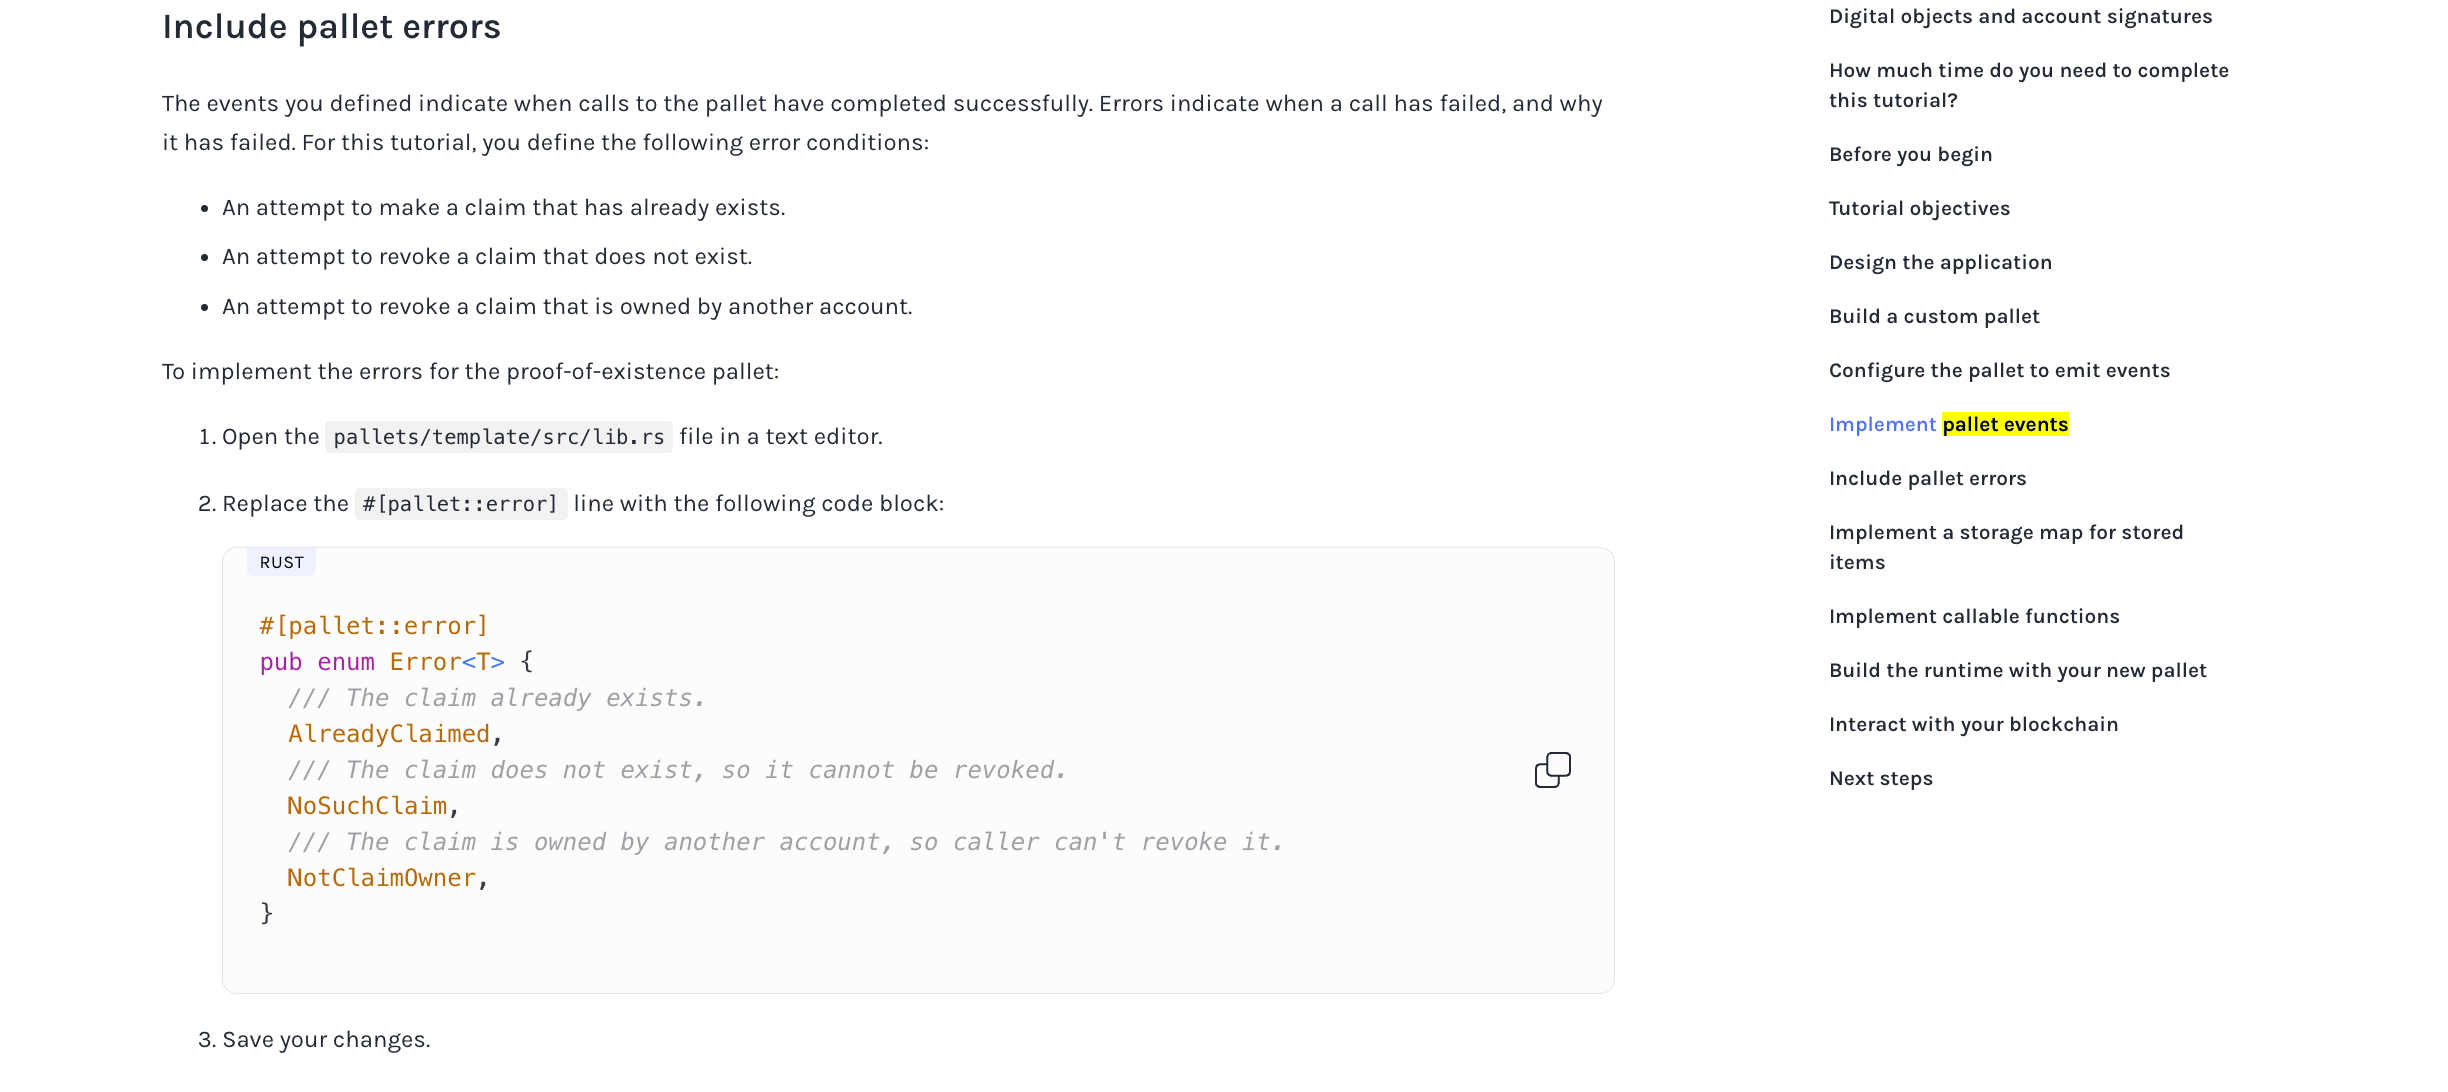 Include pallet errors
The events you defined indicate when calls to the pallet have completed successfully. Errors indicate when a call has failed, and why
it has failed. For this tutorial, you define the following error conditions:
• An attempt to make a claim that has already exists.
• An attempt to revoke a claim that does not exist.
• An attempt to revoke a claim that is owned by another account.
To implement the errors for the proof-of-existence pallet:
1. Open the pallets/template/src/lib.rs file in a text editor.
2. Replace the #[pallet::error] line with the following code block:
RUST
#[pallet::error]
pub enum Error<T> {
  /// The claim already exists.
  AlreadyClaimed,
  /// The claim does not exist, so it cannot be revoked.
  NoSuchClaim,
  /// The claim is owned by another account, so caller can't revoke it.
  NotClaimOwner,
}
3. Save your changes.
Digital objects and account signatures
How much time do you need to complete
this tutorial?
Before you begin
Tutorial objectives
Design the application
Build a custom pallet
Configure the pallet to emit events
Implement pallet events
Include pallet errors
Implement a storage map for stored
items
Implement callable functions
Build the runtime with your new pallet
Interact with your blockchain
Next steps